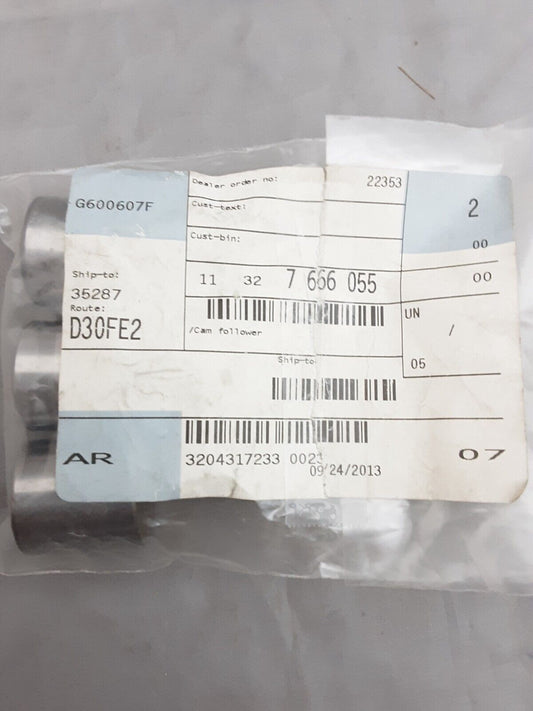 G600607F
Dealer order no: 22353
Cust-text:
Cust-bin:
2
00
Ship-to:
35287
Route:
D30FE2
11 32 7 666 055
00
/Cam follower
UN
/
05
Ship-to
AR
3204317233 002
09/24/2013
07